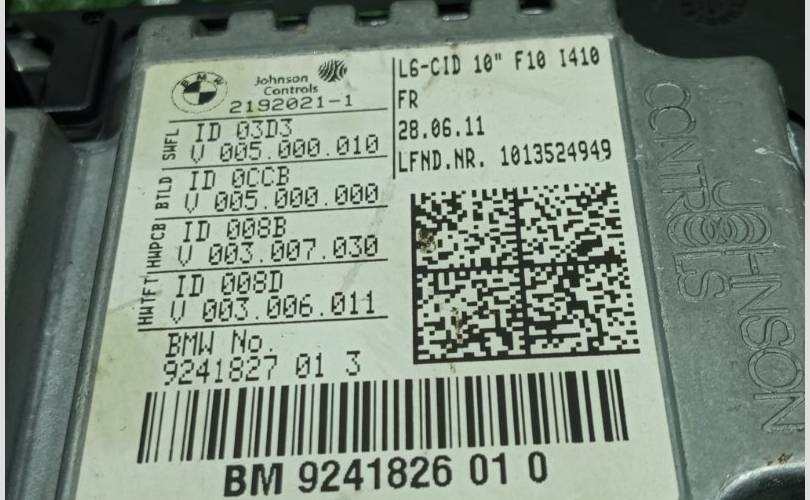 BMW
Johnson
Controls
2192021-1
SWFL ID 03D3
V 005.000.010
BTLD ID 0CCB
V 005.000.000
HWPCB ID 008B
V 003.007.030
HWTFT ID 008D
V 003.006.011
BMW No.
9241827 01 3
L6-CID 10" F10 I410
FR
28.06.11
LFND.NR. 1013524949
BM 9241826 01 0
JOHNSON
CONTROLS